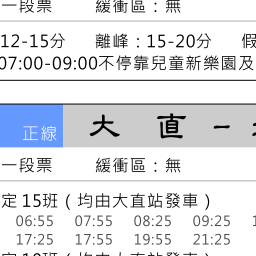 一段票 緩衝區：無
12-15分 離峰：15-20分 假
07:00-09:00不停靠兒童新樂園及
正線 大 直 －
一段票 緩衝區：無
定 15班（均由大直站發車）
06:55 07:55 08:25 09:25
17:25 17:55 19:55 21:25